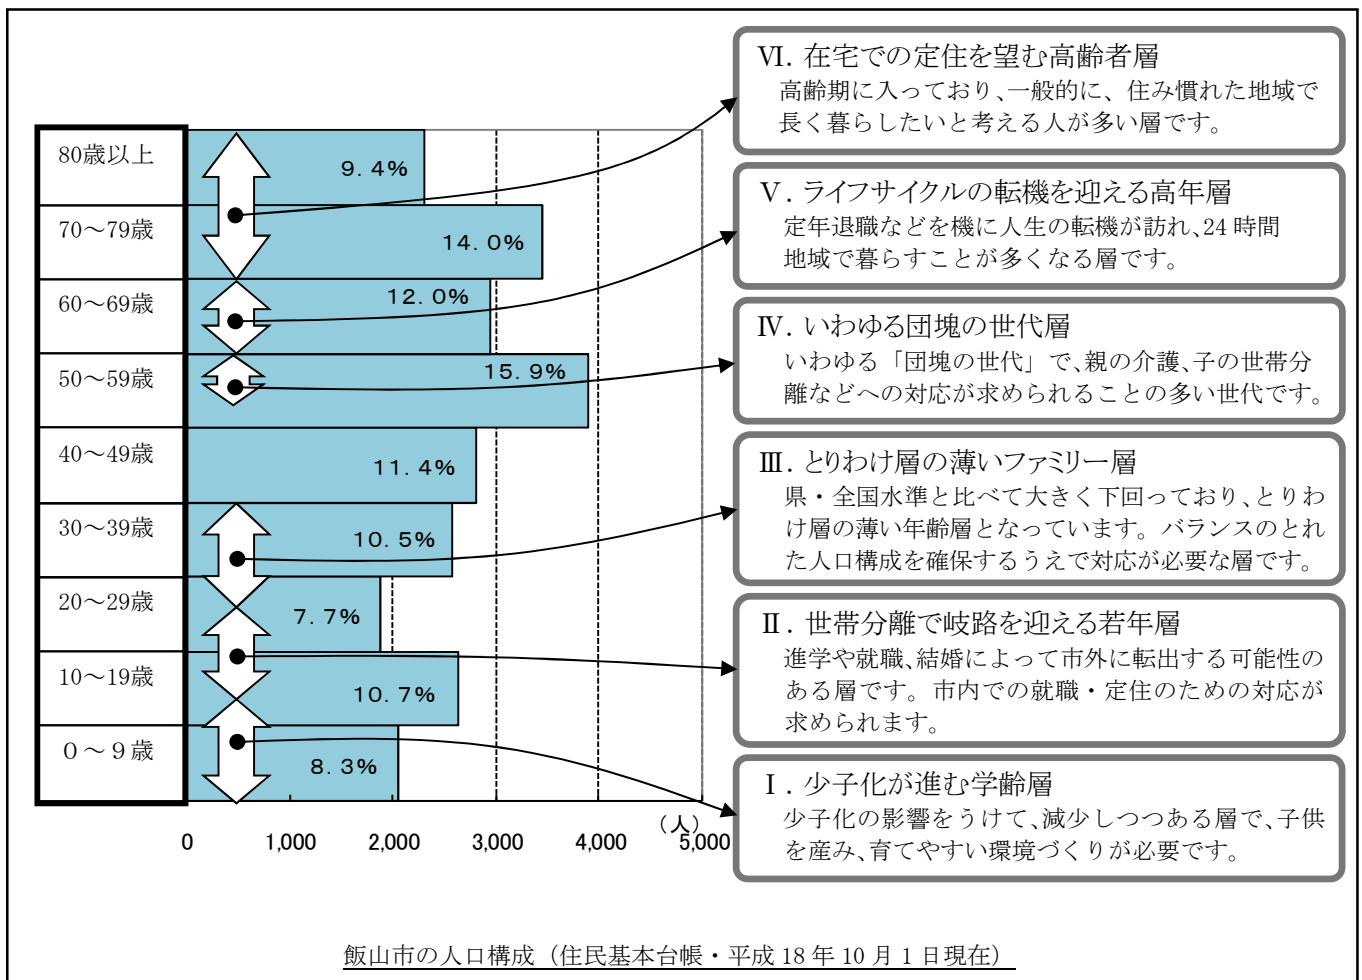 80歳以上
9.4%
70～79歳
14.0%
60～69歳
12.0%
50～59歳
15.9%
40～49歳
11.4%
30～39歳
10.5%
20～29歳
7.7%
10～19歳
10.7%
０～９歳
8.3%
（人）
0 1,000 2,000 3,000 4,000 5,000
Ⅵ．在宅での定住を望む高齢者層
高齢期に入っており、一般的に、住み慣れた地域で
長く暮らしたいと考える人が多い層です。
Ⅴ．ライフサイクルの転機を迎える高年層
定年退職などを機に人生の転機が訪れ、24時間
地域で暮らすことが多くなる層です。
Ⅳ．いわゆる団塊の世代層
いわゆる「団塊の世代」で、親の介護、子の世帯分
離などへの対応が求められることの多い世代です。
Ⅲ．とりわけ層の薄いファミリー層
県・全国水準と比べて大きく下回っており、とりわ
け層の薄い年齢層となっています。バランスのとれ
た人口構成を確保するうえで対応が必要な層です。
Ⅱ．世帯分離で岐路を迎える若年層
進学や就職、結婚によって市外に転出する可能性の
ある層です。市内での就職・定住のための対応が
求められます。
Ⅰ．少子化が進む学齢層
少子化の影響をうけて、減少しつつある層で、子供
を産み、育てやすい環境づくりが必要です。
飯山市の人口構成（住民基本台帳・平成18年10月1日現在）